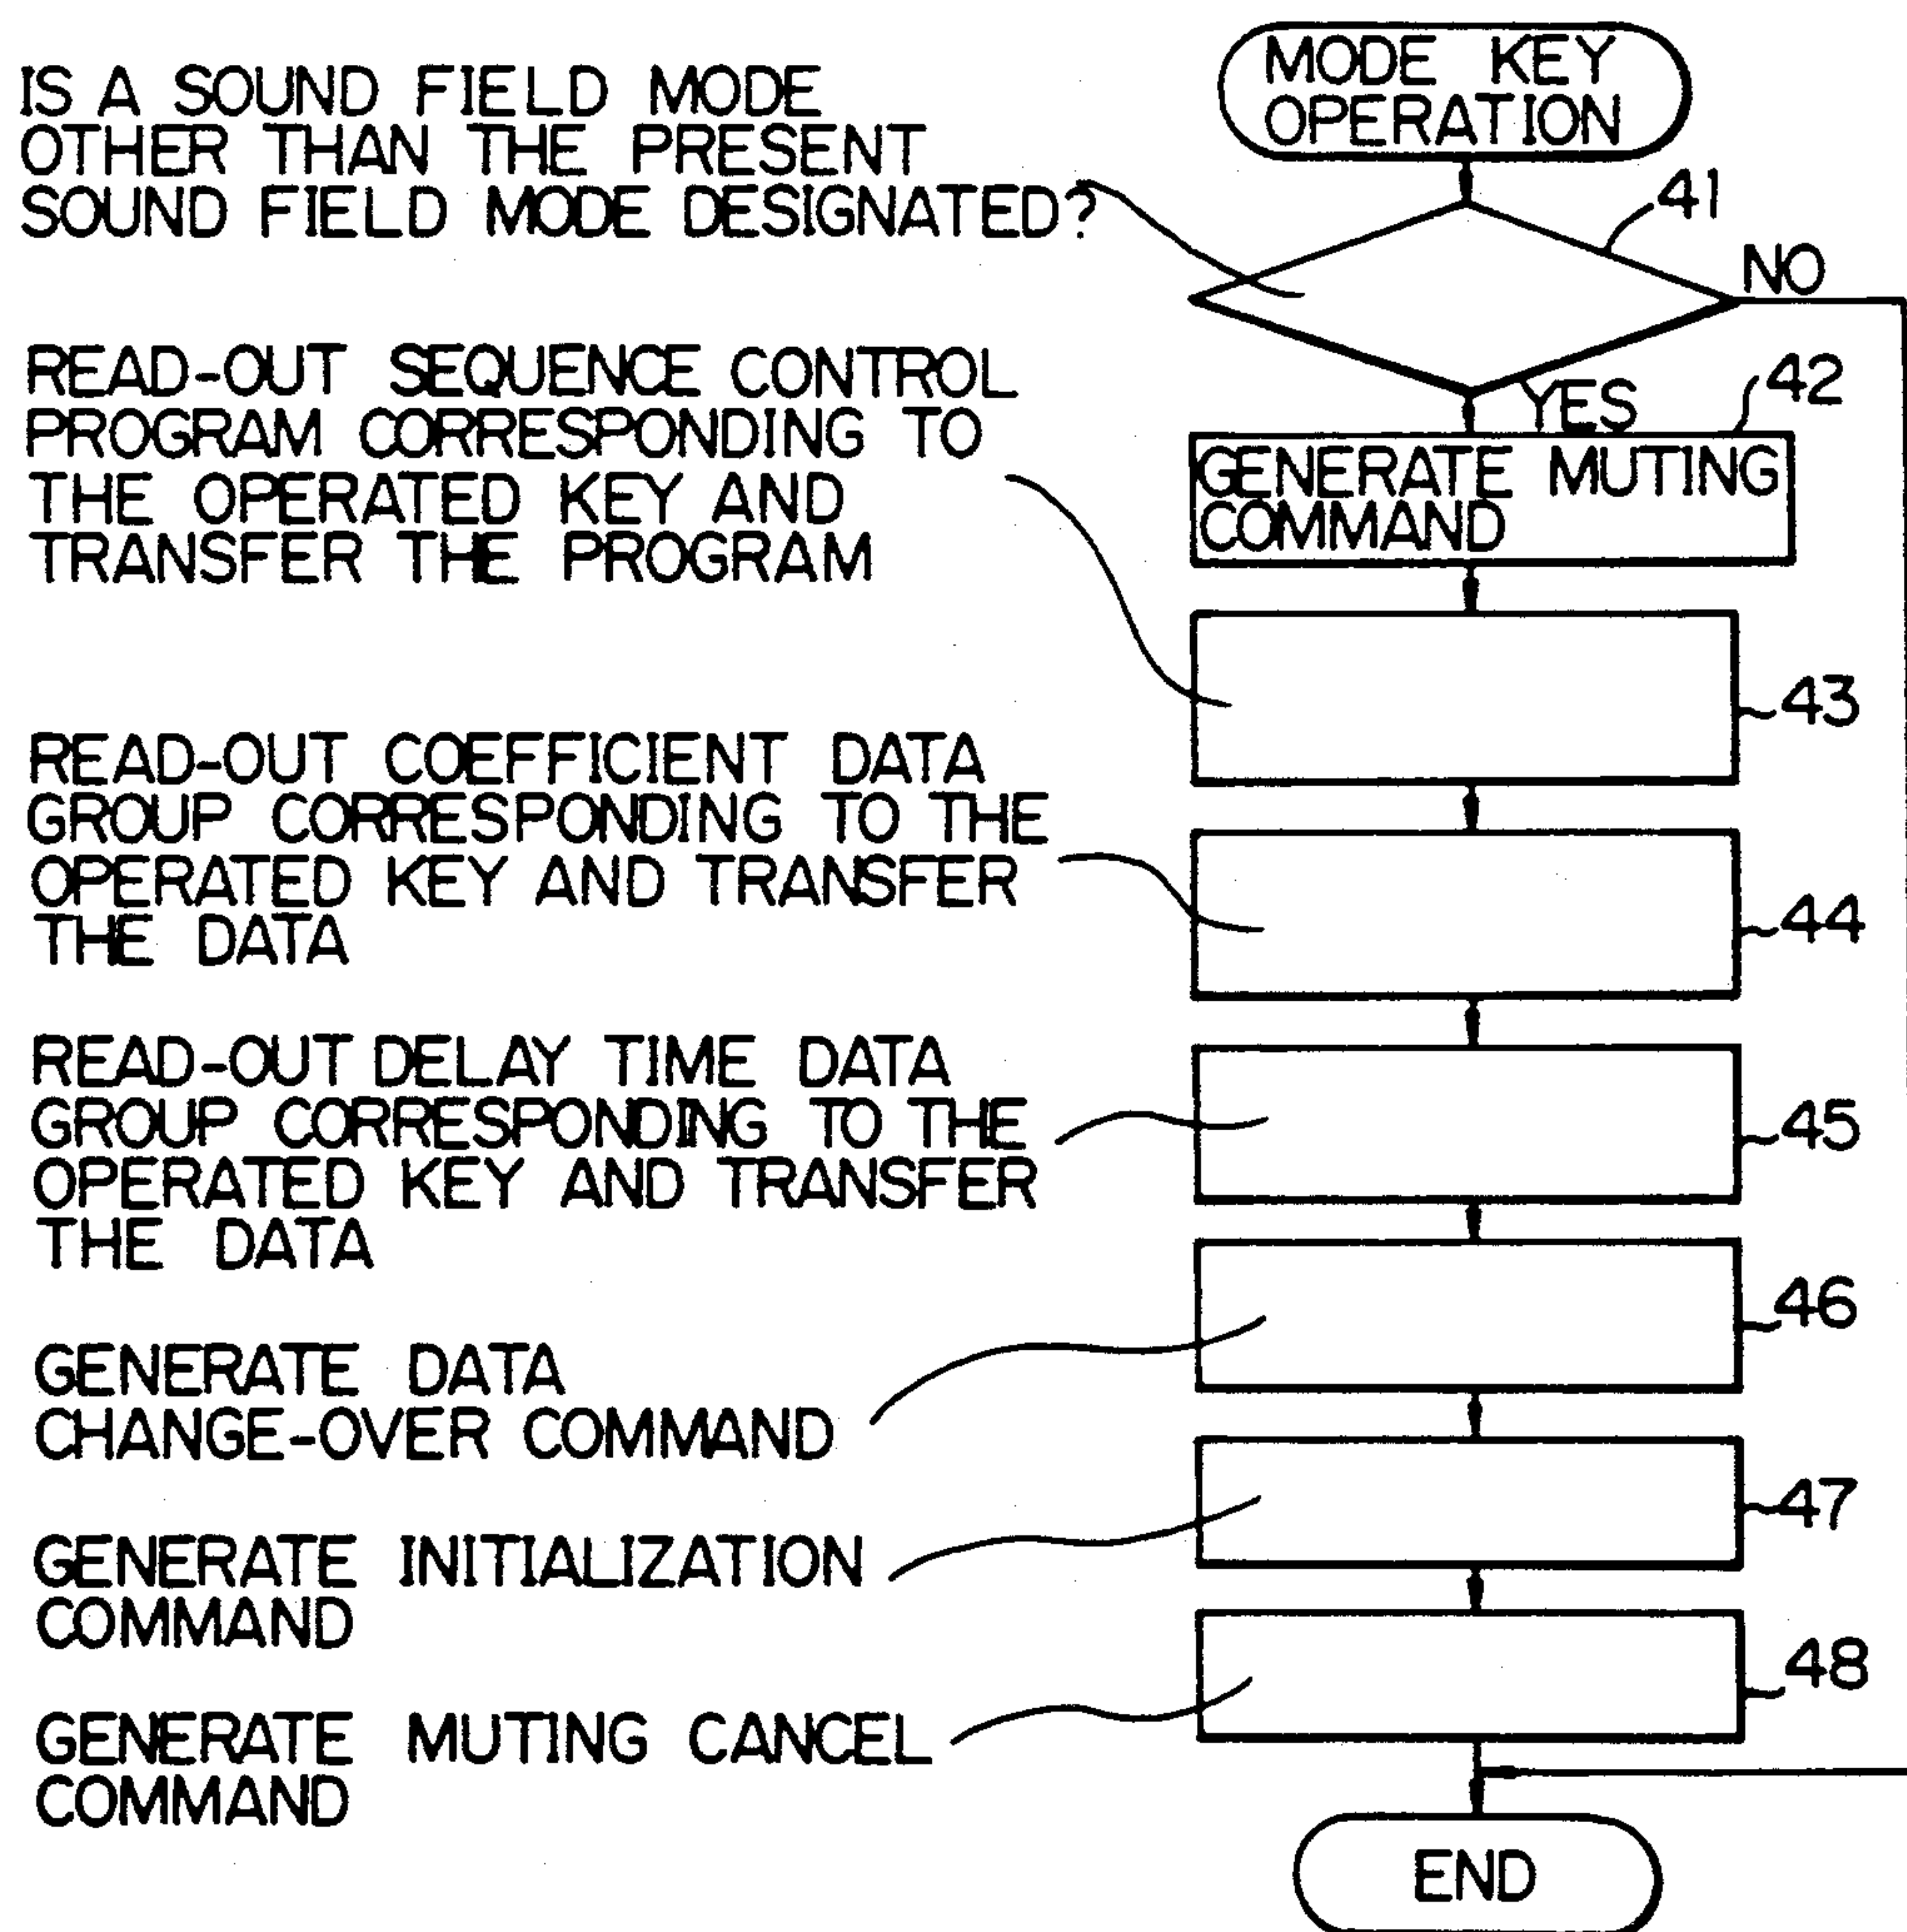 MODE KEY
OPERATION
IS A SOUND FIELD MODE
OTHER THAN THE PRESENT
SOUND FIELD MODE DESIGNATED?
41
NO
YES
42
GENERATE MUTING
COMMAND
READ-OUT SEQUENCE CONTROL
PROGRAM CORRESPONDING TO
THE OPERATED KEY AND
TRANSFER THE PROGRAM
43
READ-OUT COEFFICIENT DATA
GROUP CORRESPONDING TO THE
OPERATED KEY AND TRANSFER
THE DATA
44
READ-OUT DELAY TIME DATA
GROUP CORRESPONDING TO THE
OPERATED KEY AND TRANSFER
THE DATA
45
GENERATE DATA
CHANGE-OVER COMMAND
46
GENERATE INITIALIZATION
COMMAND
47
GENERATE MUTING CANCEL
COMMAND
48
END